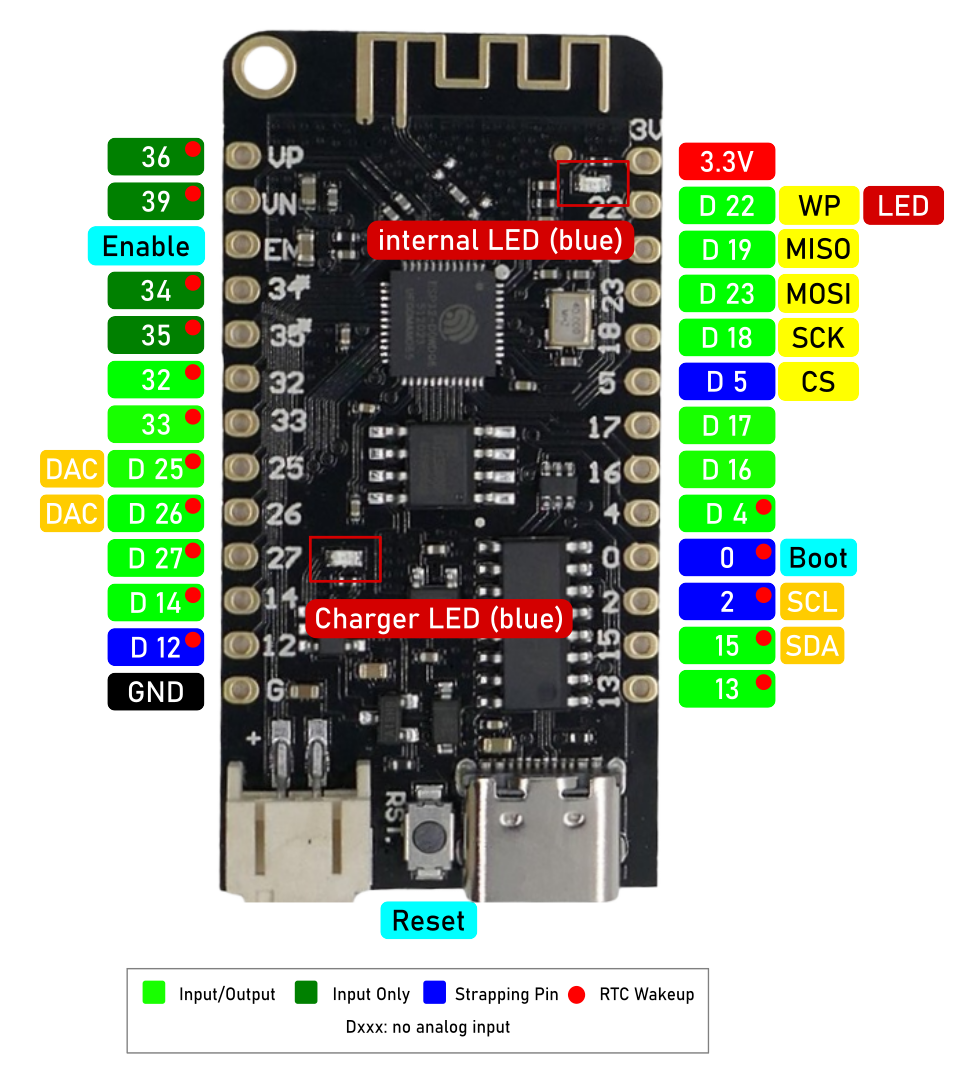 3V
36 VP
3.3V
39 VN
22 D 22 WP LED
internal LED (blue)
Enable EN
D 19 MISO
34 34
23 D 23 MOSI
35 35
18 D 18 SCK
32 32
5 D 5 CS
33 33
17 D 17
DAC D 25 25
16 D 16
DAC D 26 26
4 D 4
D 27 27
0 0 Boot
D 14 14
2 2 SCL
Charger LED (blue)
D 12 12
15 15 SDA
GND G
13 13
+
RST.
Reset
Input/Output Input Only Strapping Pin RTC Wakeup
Dxxx: no analog input